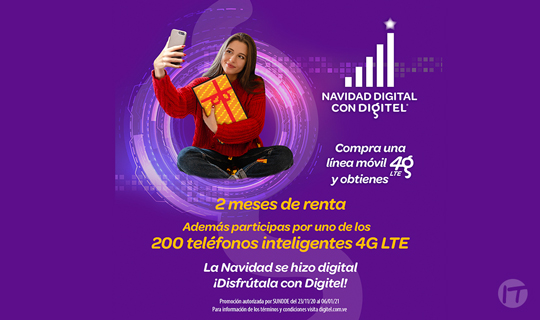 NAVIDAD DIGITAL
CON DIGITEL
Compra una
línea móvil 4G
LTE
y obtienes
2 meses de renta
Además participas por uno de los
200 teléfonos inteligentes 4G LTE
La Navidad se hizo digital
¡Disfrútala con Digitel!
Promoción autorizada por SUNDDE del 23/11/20 al 06/01/21
Para información de los términos y condiciones visita digitel.com.ve
IT